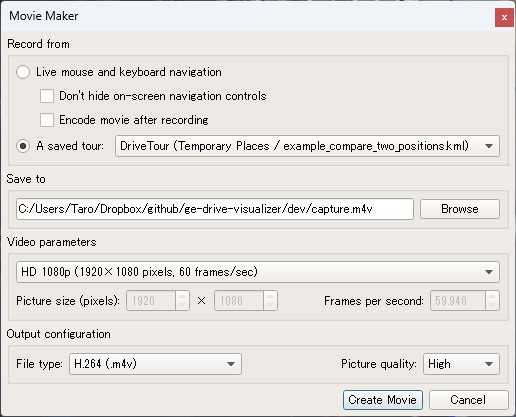 Movie Maker
Record from
Live mouse and keyboard navigation
Don't hide on-screen navigation controls
Encode movie after recording
A saved tour: DriveTour (Temporary Places / example_compare_two_positions.kml)
Save to
C:/Users/Taro/Dropbox/github/ge-drive-visualizer/dev/capture.m4v Browse
Video parameters
HD 1080p (1920×1080 pixels, 60 frames/sec)
Picture size (pixels): 1920 × 1080 Frames per second: 59.940
Output configuration
File type: H.264 (.m4v) Picture quality: High
Create Movie Cancel